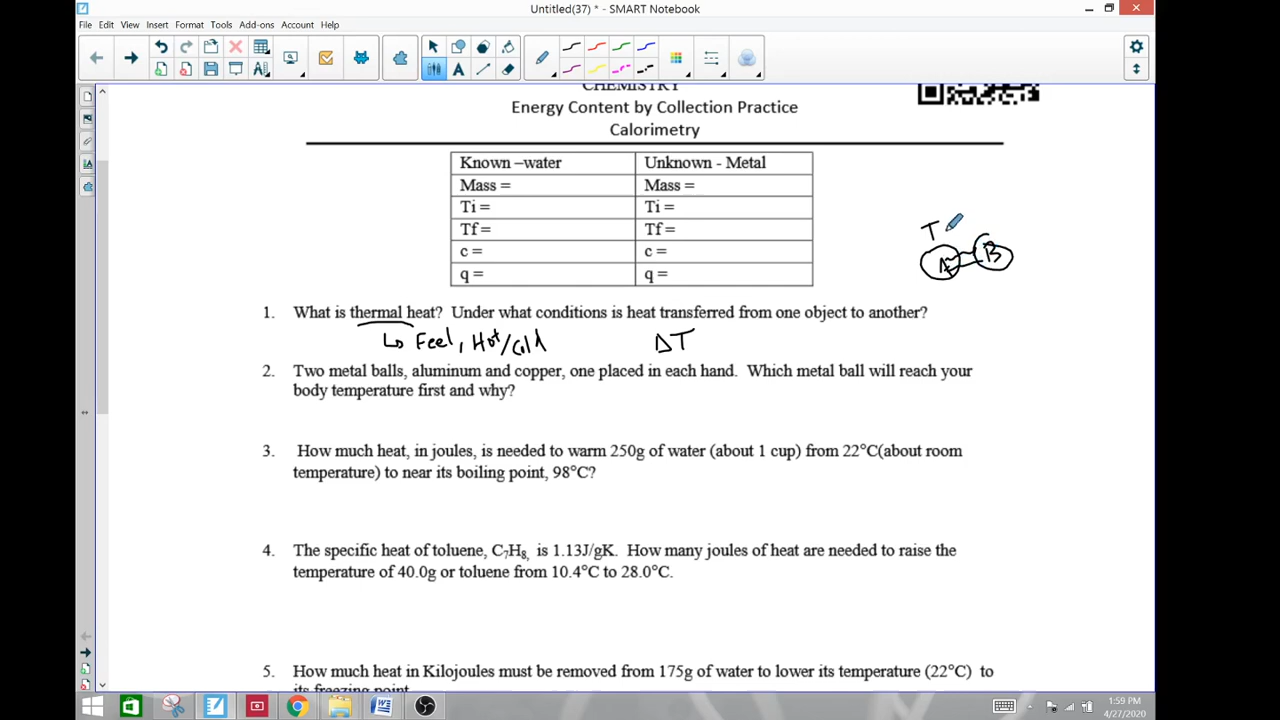 Untitled(37) * - SMART Notebook
File Edit View Insert Format Tools Add-ons Account Help
CHEMISTRY
Energy Content by Collection Practice
Calorimetry
Known –water Unknown - Metal
Mass = Mass =
Ti = Ti =
Tf = Tf =
c = c =
q = q =
T
A B
1. What is thermal heat? Under what conditions is heat transferred from one object to another?
↳ Feel, Hot/Cold ΔT
2. Two metal balls, aluminum and copper, one placed in each hand. Which metal ball will reach your
body temperature first and why?
3. How much heat, in joules, is needed to warm 250g of water (about 1 cup) from 22°C(about room
temperature) to near its boiling point, 98°C?
4. The specific heat of toluene, C₇H₈, is 1.13J/gK. How many joules of heat are needed to raise the
temperature of 40.0g or toluene from 10.4°C to 28.0°C.
5. How much heat in Kilojoules must be removed from 175g of water to lower its temperature (22°C) to
its freezing point
1:59 PM
4/27/2020